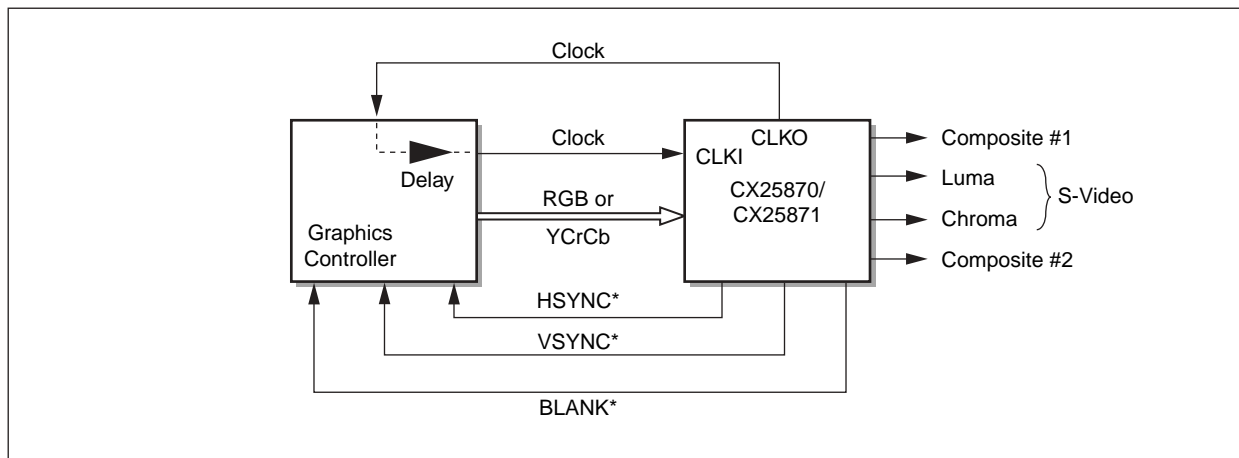 Clock
Clock
CLKO
CLKI
Delay
CX25870/
CX25871
RGB or
YCrCb
Graphics
Controller
Composite #1
Luma
Chroma
S-Video
Composite #2
HSYNC*
VSYNC*
BLANK*